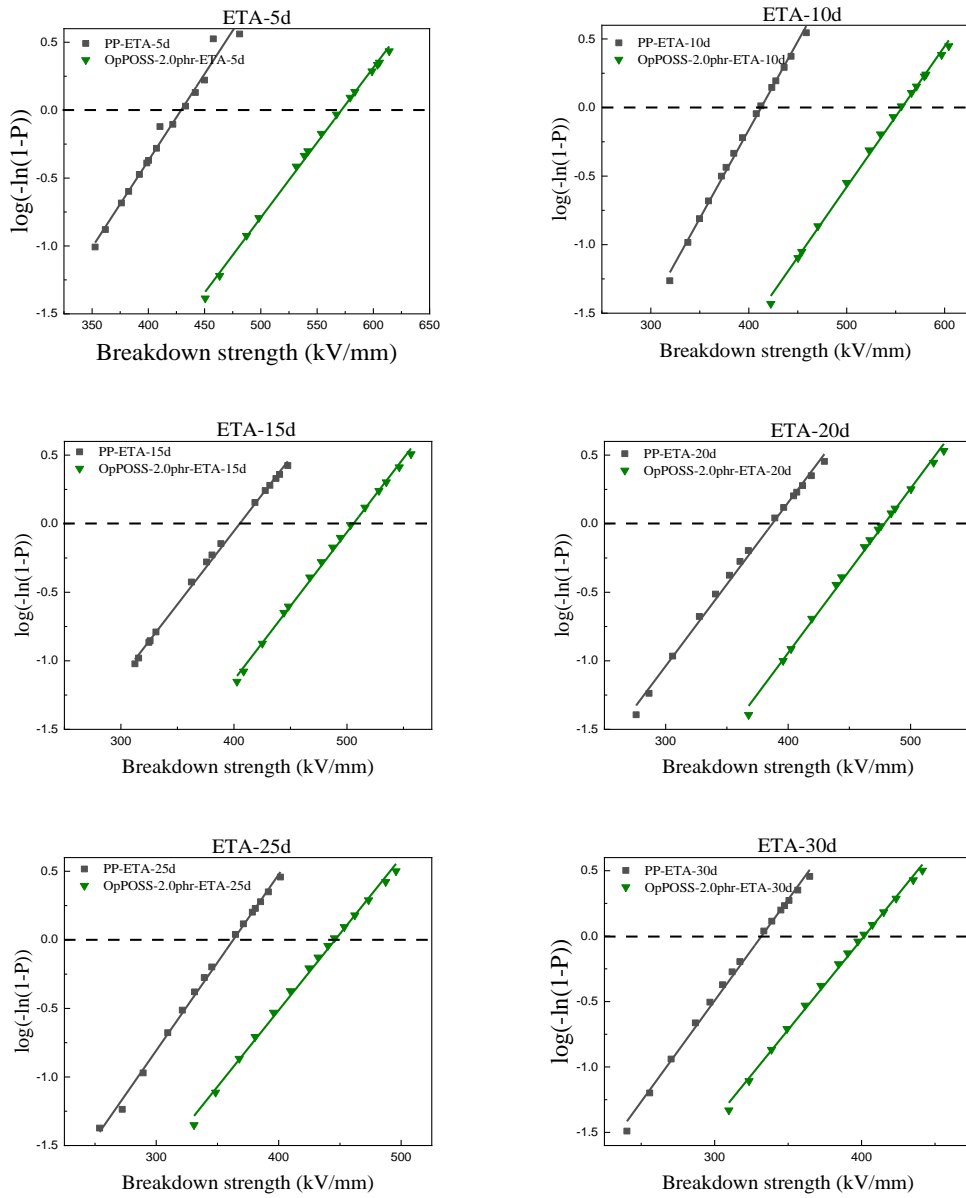 ETA-5d
PP-ETA-5d
OpPOSS-2.0phr-ETA-5d
0.5
0.0
-0.5
-1.0
-1.5
log(-ln(1-P))
350 400 450 500 550 600 650
Breakdown strength (kV/mm)
ETA-10d
PP-ETA-10d
OpPOSS-2.0phr-ETA-10d
0.5
0.0
-0.5
-1.0
-1.5
log(-ln(1-P))
300 400 500 600
Breakdown strength (kV/mm)
ETA-15d
PP-ETA-15d
OpPOSS-2.0phr-ETA-15d
0.5
0.0
-0.5
-1.0
-1.5
log(-ln(1-P))
300 400 500
Breakdown strength (kV/mm)
ETA-20d
PP-ETA-20d
OpPOSS-2.0phr-ETA-20d
0.5
0.0
-0.5
-1.0
-1.5
log(-ln(1-P))
300 400 500
Breakdown strength (kV/mm)
ETA-25d
PP-ETA-25d
OpPOSS-2.0phr-ETA-25d
0.5
0.0
-0.5
-1.0
-1.5
log(-ln(1-P))
300 400 500
Breakdown strength (kV/mm)
ETA-30d
PP-ETA-30d
OpPOSS-2.0phr-ETA-30d
0.5
0.0
-0.5
-1.0
-1.5
log(-ln(1-P))
300 400
Breakdown strength (kV/mm)